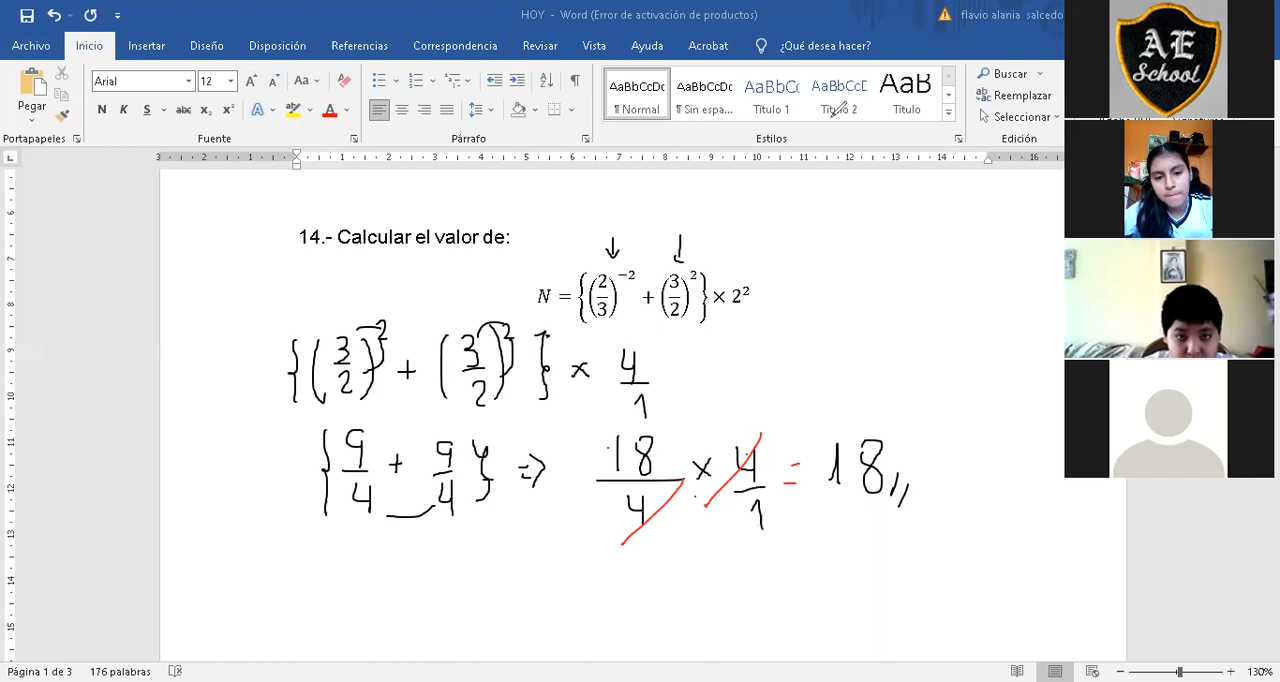 HOY - Word (Error de activación de productos)
flavio alania salcedo
Archivo Inicio Insertar Diseño Disposición Referencias Correspondencia Revisar Vista Ayuda Acrobat ¿Qué desea hacer?
Arial 12
Pegar
Portapapeles Fuente Párrafo Estilos Edición
AaBbCcDc AaBbCcDc AaBbCc AaBbCcD AaB
¶ Normal ¶ Sin espa... Título 1 Título 2 Título
Buscar
Reemplazar
Seleccionar
AE
School
14.- Calcular el valor de:
N = {(2/3)^-2 + (3/2)^2} × 2^2
{(3/2)^2 + (3/2)^2} × 4/1
{9/4 + 9/4} => 18/4 × 4/1 = 18,,
Página 1 de 3 176 palabras
130%